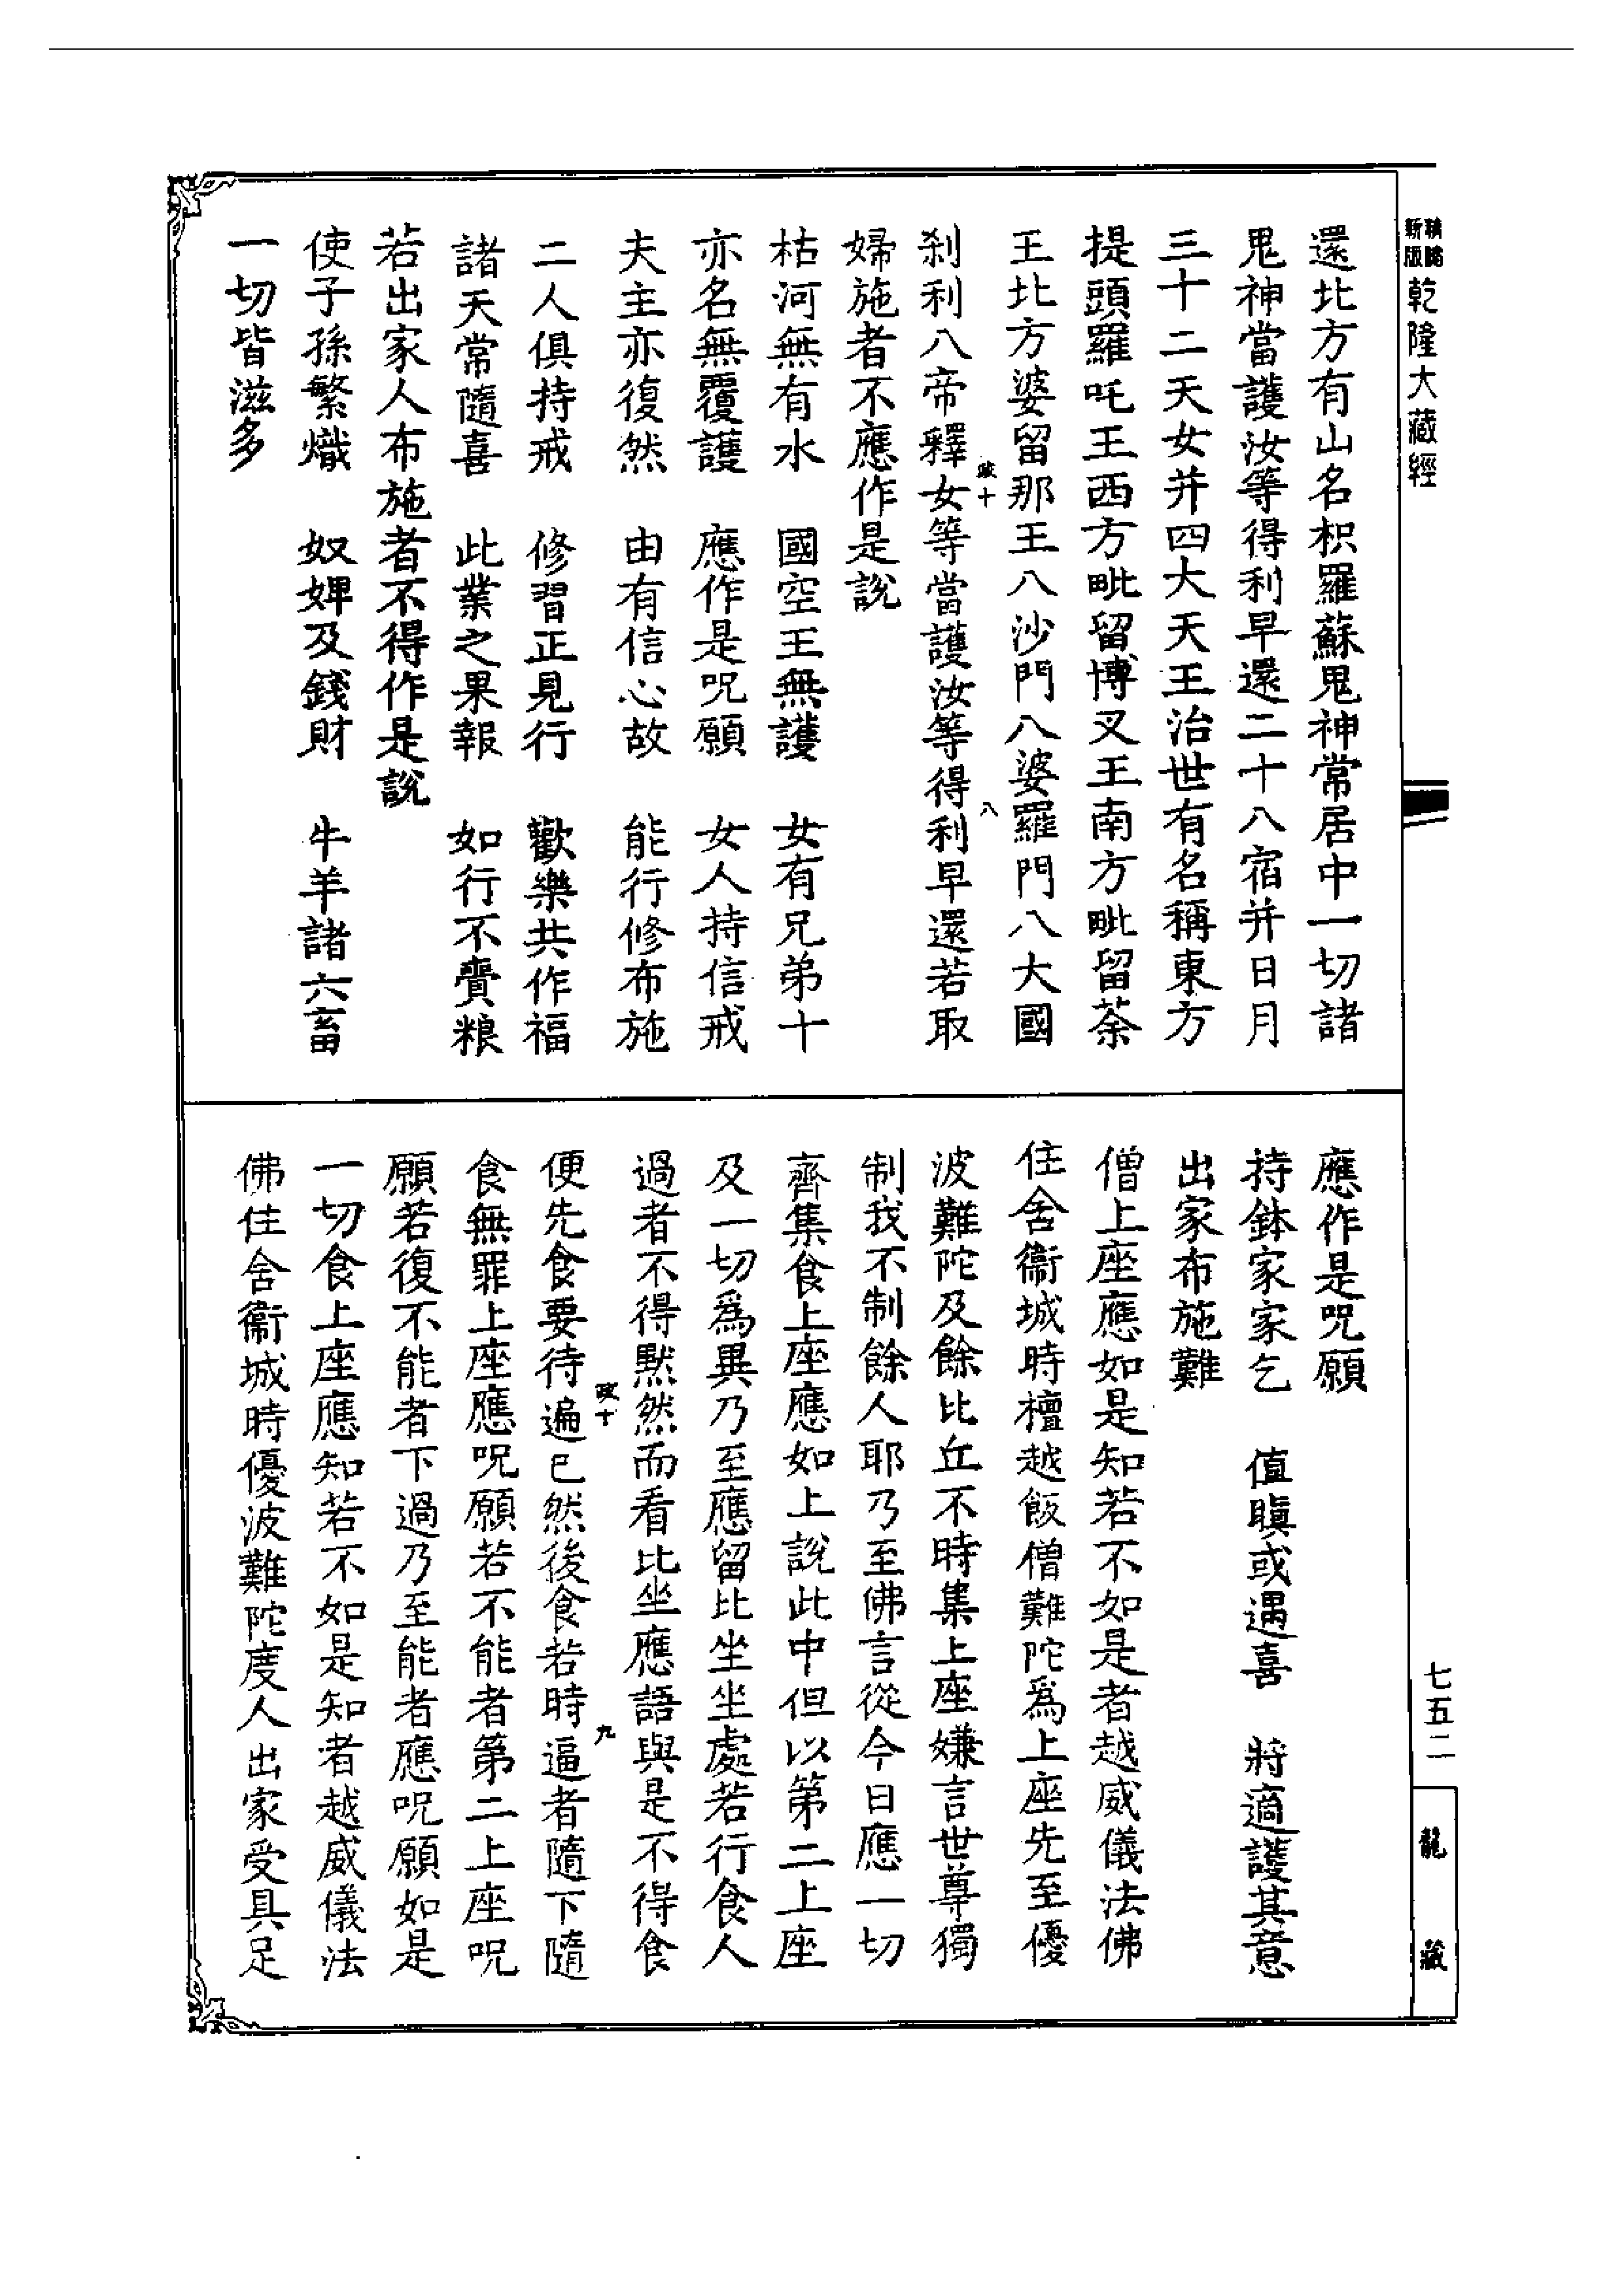 新版
精縮
乾隆大藏經
還北方有山名枳羅蘇鬼神常居中一切諸
鬼神當護汝等得利早還二十八宿并日月
三十二天女并四大天王治世有名稱東方
提頭羅吒王西方毗留博叉王南方毗留荼
王北方婆留那王八沙門八婆羅門八大國
政十
八
剎利八帝釋女等當護汝等得利早還若取
婦施者不應作是說
枯河無有水 國空王無護 女有兄弟十
亦名無覆護 應作是呪願 女人持信戒
夫主亦復然 由有信心故 能行修布施
二人俱持戒 修習正見行 歡樂共作福
諸天常隨喜 此業之果報 如行不賫粮
若出家人布施者不得作是說
使子孫繁熾 奴婢及錢財 牛羊諸六畜
一切皆滋多
應作是呪願
持鉢家家乞 值瞋或遇喜 將適護其意
出家布施難
僧上座應如是知若不如是者越威儀法佛
住舍衞城時檀越飯僧難陀為上座先至優
波難陀及餘比丘不時集上座嫌言世尊獨
制我不制餘人耶乃至佛言從今日應一切
齊集食上座應如上說此中但以第二上座
及一切為異乃至應留比坐坐處若行食人
過者不得默然而看比坐應語與是不得食
政十
九
便先食要待遍已然後食若時逼者隨下隨
食無罪上座應呪願若不能者第二上座呪
願若復不能者下過乃至能者應呪願如是
一切食上座應知若不如是知者越威儀法
佛住舍衞城時優波難陀度人出家受具足
七五二
龍藏